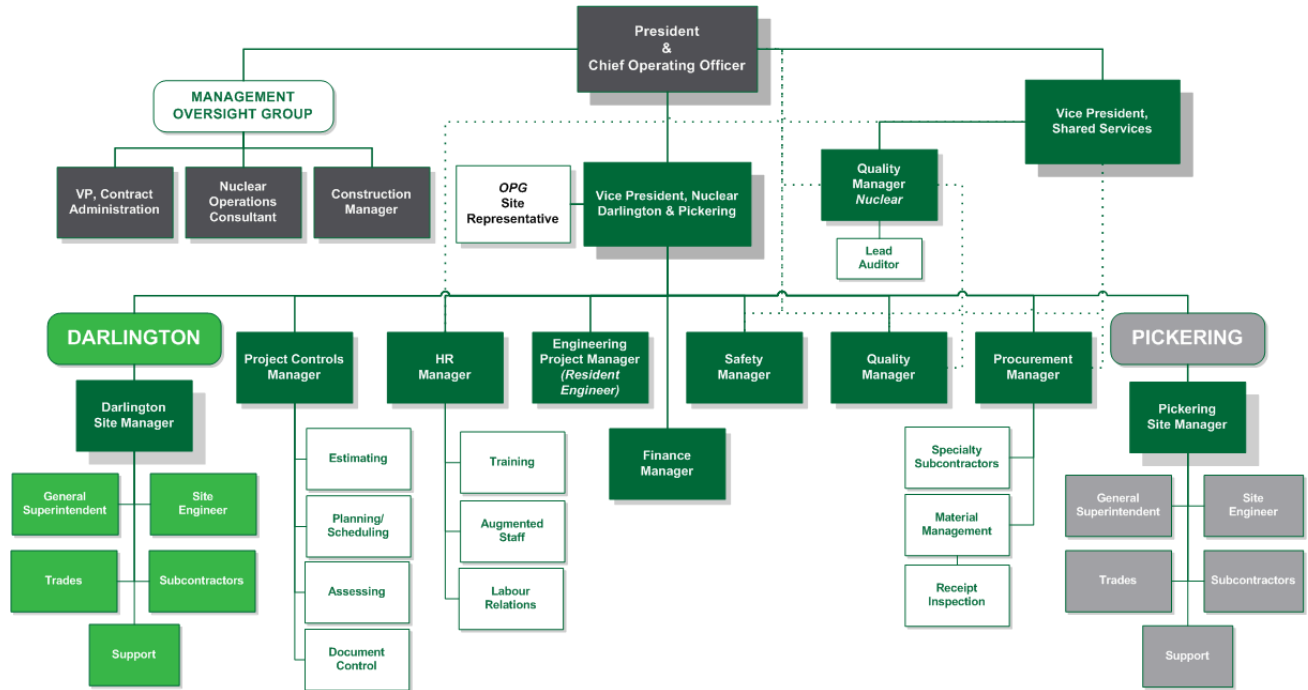 President
&
Chief Operating Officer
MANAGEMENT
OVERSIGHT GROUP
Vice President,
Shared Services
VP, Contract
Administration
Nuclear
Operations
Consultant
Construction
Manager
OPG
Site
Representative
Vice President, Nuclear
Darlington & Pickering
Quality
Manager
Nuclear
Lead
Auditor
DARLINGTON
Project Controls
Manager
HR
Manager
Engineering
Project Manager
(Resident
Engineer)
Safety
Manager
Quality
Manager
Procurement
Manager
PICKERING
Darlington
Site Manager
Pickering
Site Manager
Estimating
Training
Finance
Manager
Specialty
Subcontractors
General
Superintendent
Site
Engineer
Planning/
Scheduling
Augmented
Staff
Material
Management
General
Superintendent
Site
Engineer
Trades
Subcontractors
Assessing
Labour
Relations
Receipt
Inspection
Trades
Subcontractors
Support
Document
Control
Support